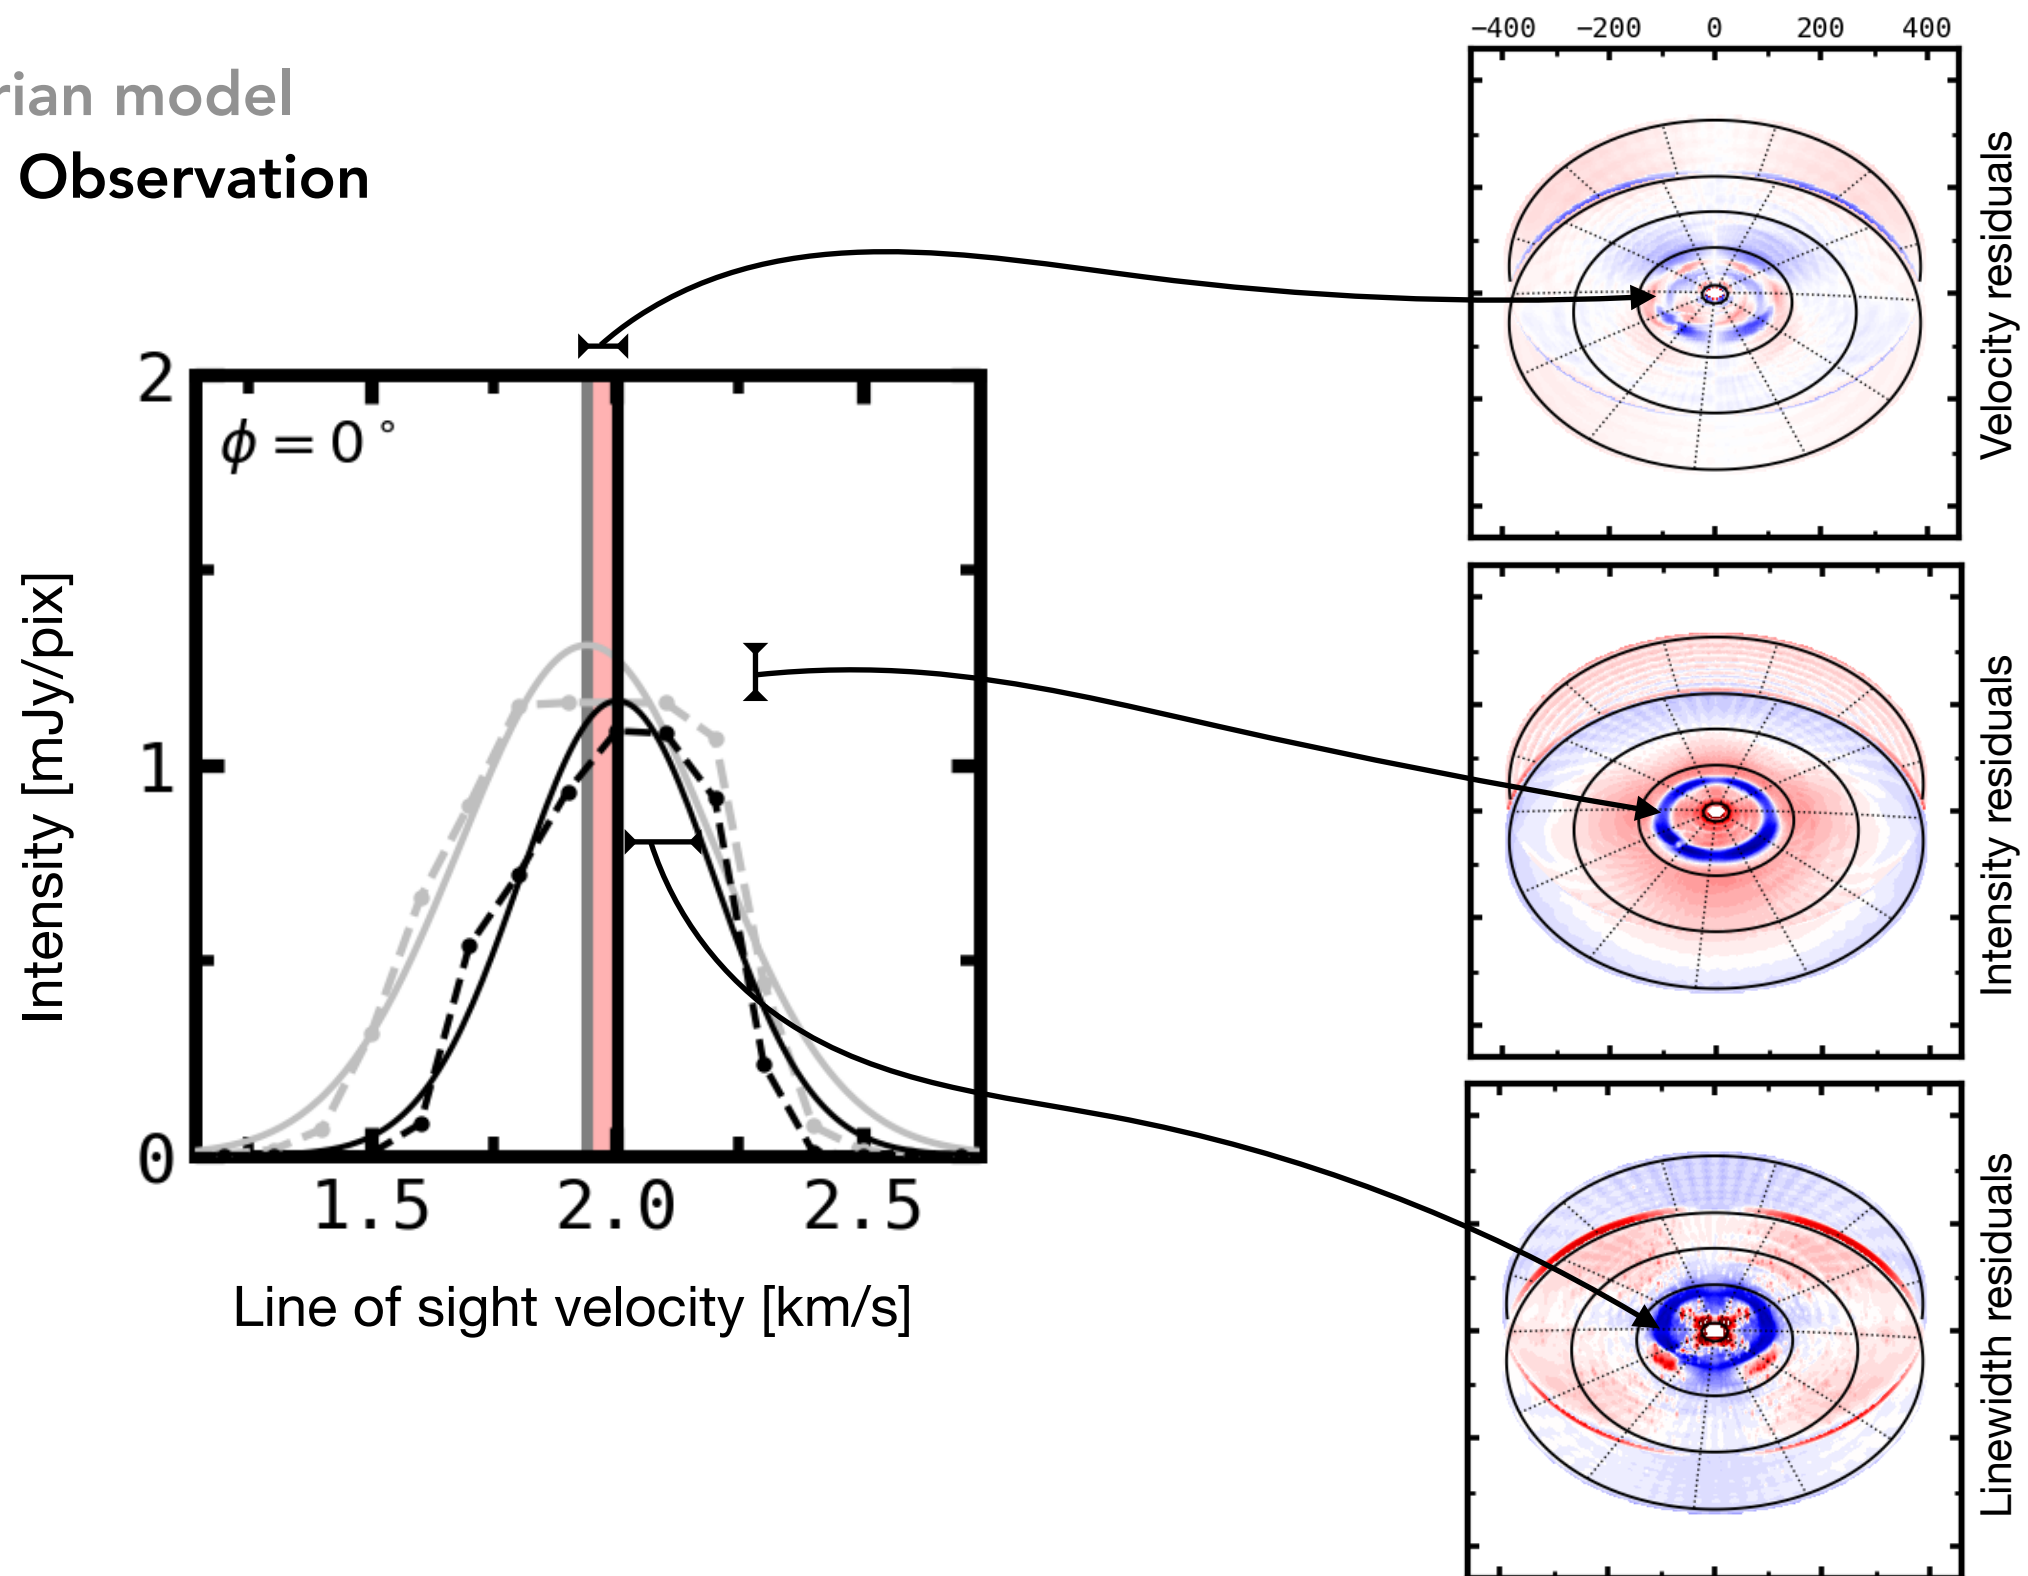 rian model
Observation
−400 −200 0 200 400
Velocity residuals
2
ϕ = 0°
1
0
Intensity [mJy/pix]
1.5 2.0 2.5
Line of sight velocity [km/s]
Intensity residuals
Linewidth residuals